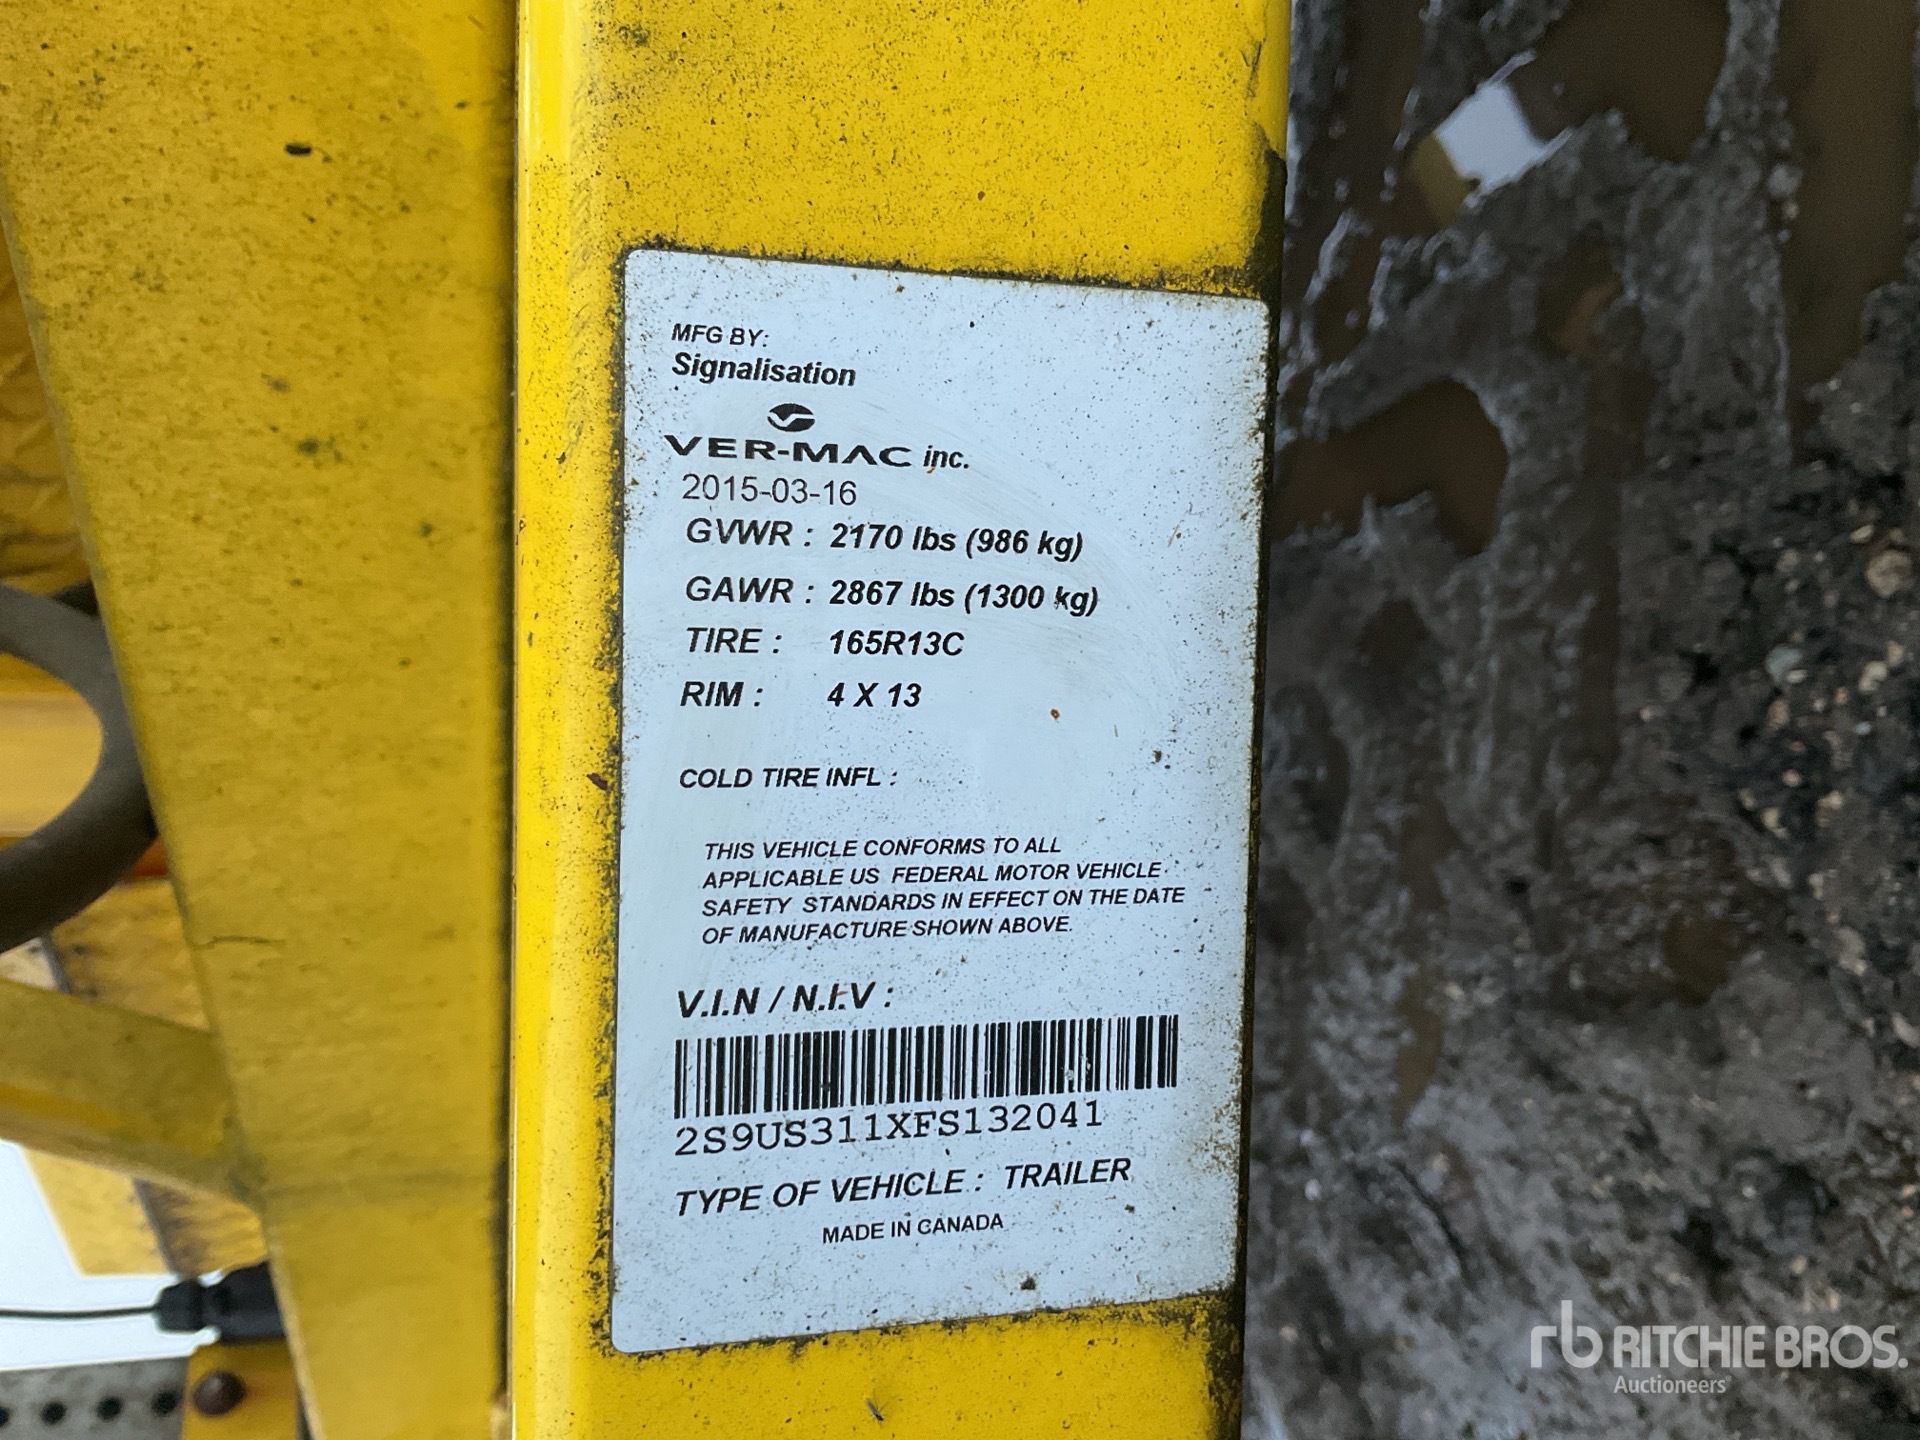 MFG BY:
Signalisation
VER-MAC inc.
2015-03-16
GVWR : 2170 lbs (986 kg)
GAWR : 2867 lbs (1300 kg)
TIRE : 165R13C
RIM : 4 X 13
COLD TIRE INFL :
THIS VEHICLE CONFORMS TO ALL
APPLICABLE US FEDERAL MOTOR VEHICLE
SAFETY STANDARDS IN EFFECT ON THE DATE
OF MANUFACTURE SHOWN ABOVE.
V.I.N / N.I.V :
2S9US311XFS132041
TYPE OF VEHICLE : TRAILER
MADE IN CANADA
rb RITCHIE BROS.
Auctioneers